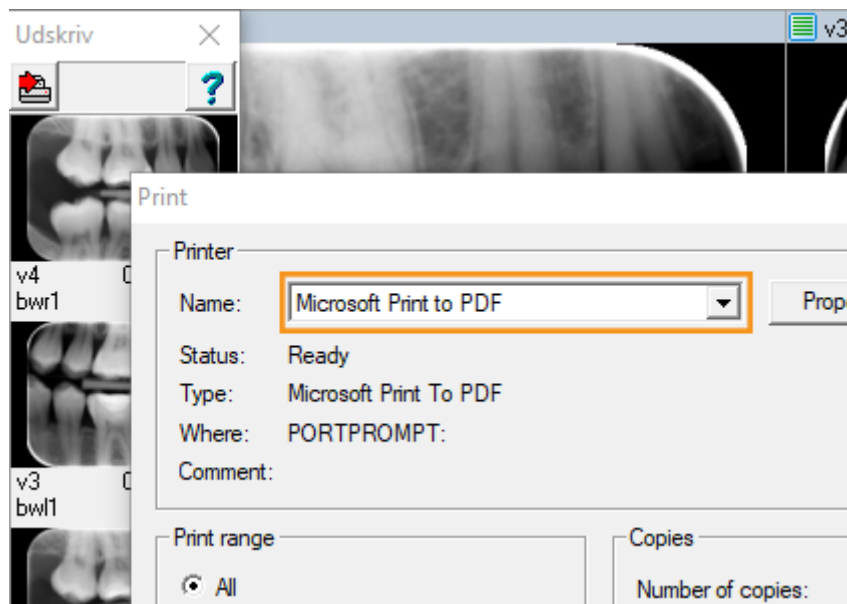 Udskriv
v3
?
v4
bwr1
v3
bwl1
Print
Printer
Name: Microsoft Print to PDF
Status: Ready
Type: Microsoft Print To PDF
Where: PORTPROMPT:
Comment:
Print range
All
Copies
Number of copies: